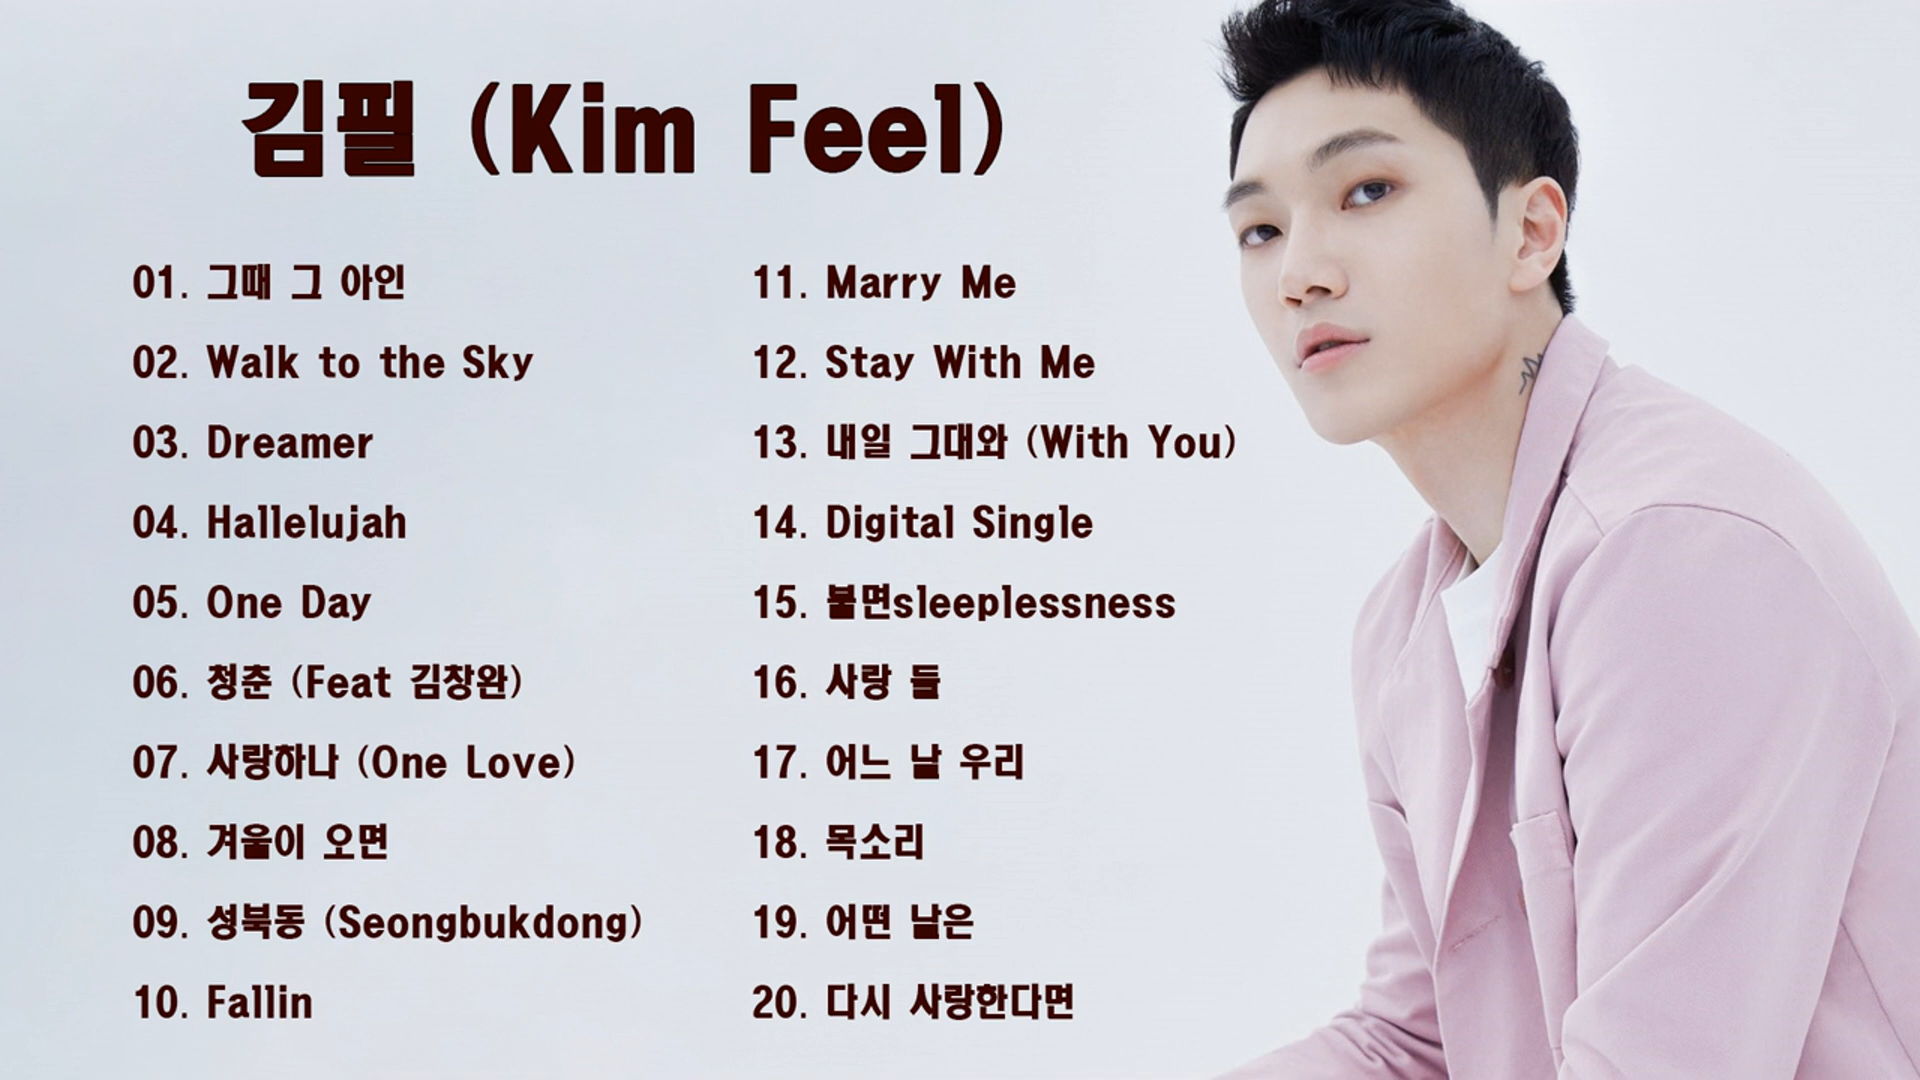 김필 (Kim Feel)
01. 그때 그 아인
02. Walk to the Sky
03. Dreamer
04. Hallelujah
05. One Day
06. 청춘 (Feat 김창완)
07. 사랑하나 (One Love)
08. 겨울이 오면
09. 성북동 (Seongbukdong)
10. Fallin
11. Marry Me
12. Stay With Me
13. 내일 그대와 (With You)
14. Digital Single
15. 불면sleeplessness
16. 사랑 들
17. 어느 날 우리
18. 목소리
19. 어떤 날은
20. 다시 사랑한다면